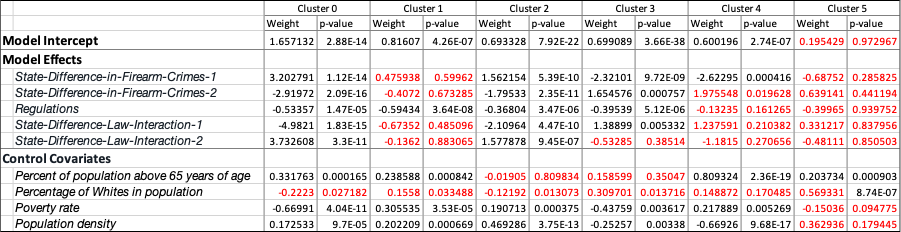 Cluster 0 Cluster 1 Cluster 2 Cluster 3 Cluster 4 Cluster 5
Weight p-value Weight p-value Weight p-value Weight p-value Weight p-value Weight p-value
Model Intercept 1.657132 2.88E-14 0.81607 4.26E-07 0.693328 7.92E-22 0.699089 3.66E-38 0.600196 2.74E-07 0.195429 0.972967
Model Effects
State-Difference-in-Firearm-Crimes-1 3.202791 1.12E-14 0.475938 0.59962 1.562154 5.39E-10 -2.32101 9.72E-09 -2.62295 0.000416 -0.68752 0.285825
State-Difference-in-Firearm-Crimes-2 -2.91972 2.09E-16 -0.4072 0.673285 -1.79533 2.35E-11 1.654576 0.000757 1.975548 0.019628 0.639141 0.441194
Regulations -0.53357 1.47E-05 -0.59434 3.64E-08 -0.36804 3.47E-06 -0.39539 5.12E-06 -0.13235 0.161265 -0.39965 0.939752
State-Difference-Law-Interaction-1 -4.9821 1.83E-15 -0.67352 0.485096 -2.10964 4.47E-10 1.38899 0.005332 1.237591 0.210382 0.331217 0.837956
State-Difference-Law-Interaction-2 3.732608 3.3E-11 -0.1362 0.883065 1.577878 9.45E-07 -0.53285 0.38514 -1.1815 0.270656 -0.48111 0.850503
Control Covariates
Percent of population above 65 years of age 0.331763 0.000165 0.238588 0.000842 -0.01905 0.809834 0.158599 0.35047 0.809324 2.36E-19 0.203734 0.000903
Percentage of Whites in population -0.2223 0.027182 0.1558 0.033488 -0.12192 0.013073 0.309701 0.013716 0.148872 0.170485 0.569331 8.74E-07
Poverty rate -0.66991 4.04E-11 0.305535 3.53E-05 0.190713 0.000375 -0.43759 0.003617 0.217889 0.005269 -0.15036 0.094775
Population density 0.172533 9.7E-05 0.202209 0.000669 0.469286 3.75E-13 -0.25257 0.00338 -0.66926 9.68E-17 0.362936 0.179445